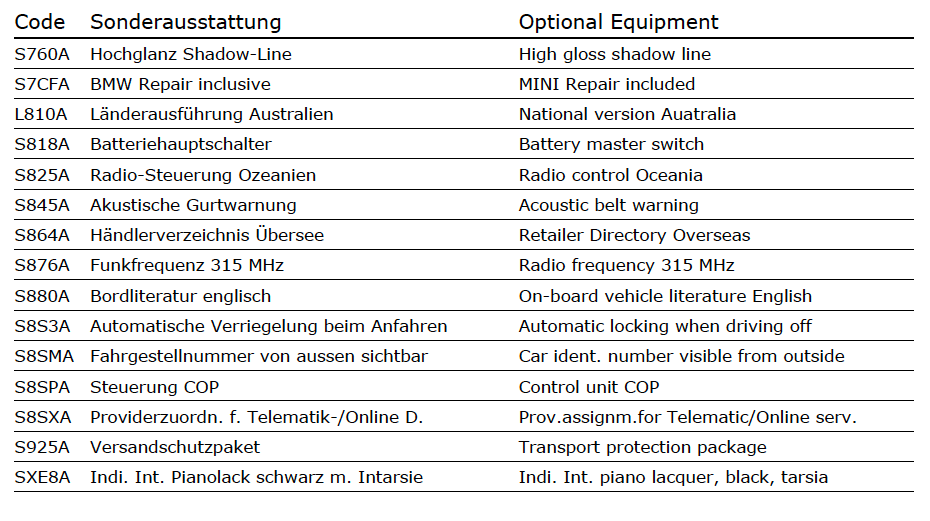 Code Sonderausstattung Optional Equipment
S760A Hochglanz Shadow-Line High gloss shadow line
S7CFA BMW Repair inclusive MINI Repair included
L810A Länderausführung Australien National version Auatralia
S818A Batteriehauptschalter Battery master switch
S825A Radio-Steuerung Ozeanien Radio control Oceania
S845A Akustische Gurtwarnung Acoustic belt warning
S864A Händlerverzeichnis Übersee Retailer Directory Overseas
S876A Funkfrequenz 315 MHz Radio frequency 315 MHz
S880A Bordliteratur englisch On-board vehicle literature English
S8S3A Automatische Verriegelung beim Anfahren Automatic locking when driving off
S8SMA Fahrgestellnummer von aussen sichtbar Car ident. number visible from outside
S8SPA Steuerung COP Control unit COP
S8SXA Providerzuordn. f. Telematik-/Online D. Prov.assignm.for Telematic/Online serv.
S925A Versandschutzpaket Transport protection package
SXE8A Indi. Int. Pianolack schwarz m. Intarsie Indi. Int. piano lacquer, black, tarsia